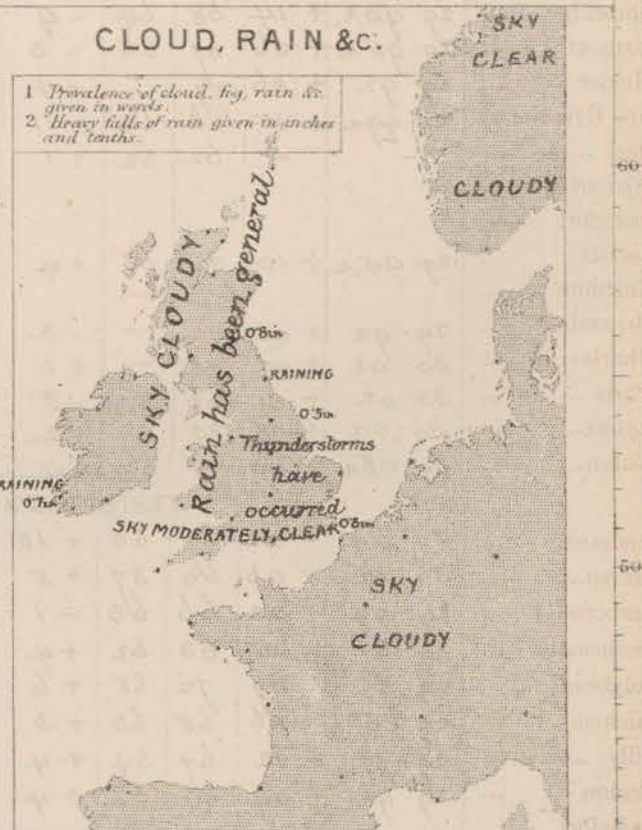 CLOUD, RAIN &c.
1 Prevalence of cloud, fog, rain &c.
given in words.
2 Heavy falls of rain given in inches
and tenths.
SKY
CLEAR
CLOUDY
60
SKY CLOUDY
Rain has been general
0·8in
RAINING
0·5in
Thunderstorms
have
occurred
RAINING
0·7in
SKY MODERATELY, CLEAR
0·8in
50
SKY
CLOUDY